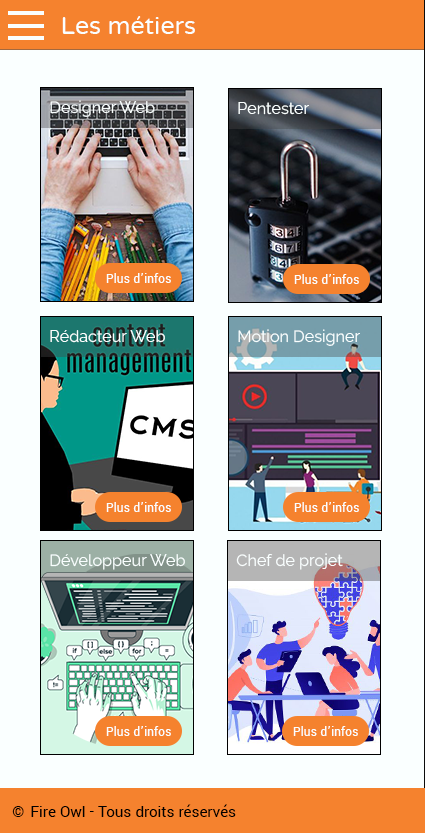 Les métiers
Designer Web
Plus d'infos
Pentester
Plus d'infos
Rédacteur Web
content
management
CMS
Plus d'infos
Motion Designer
Plus d'infos
Développeur Web
if
else
{ }
for
;
=
!=
Plus d'infos
Chef de projet
Plus d'infos
© Fire Owl - Tous droits réservés